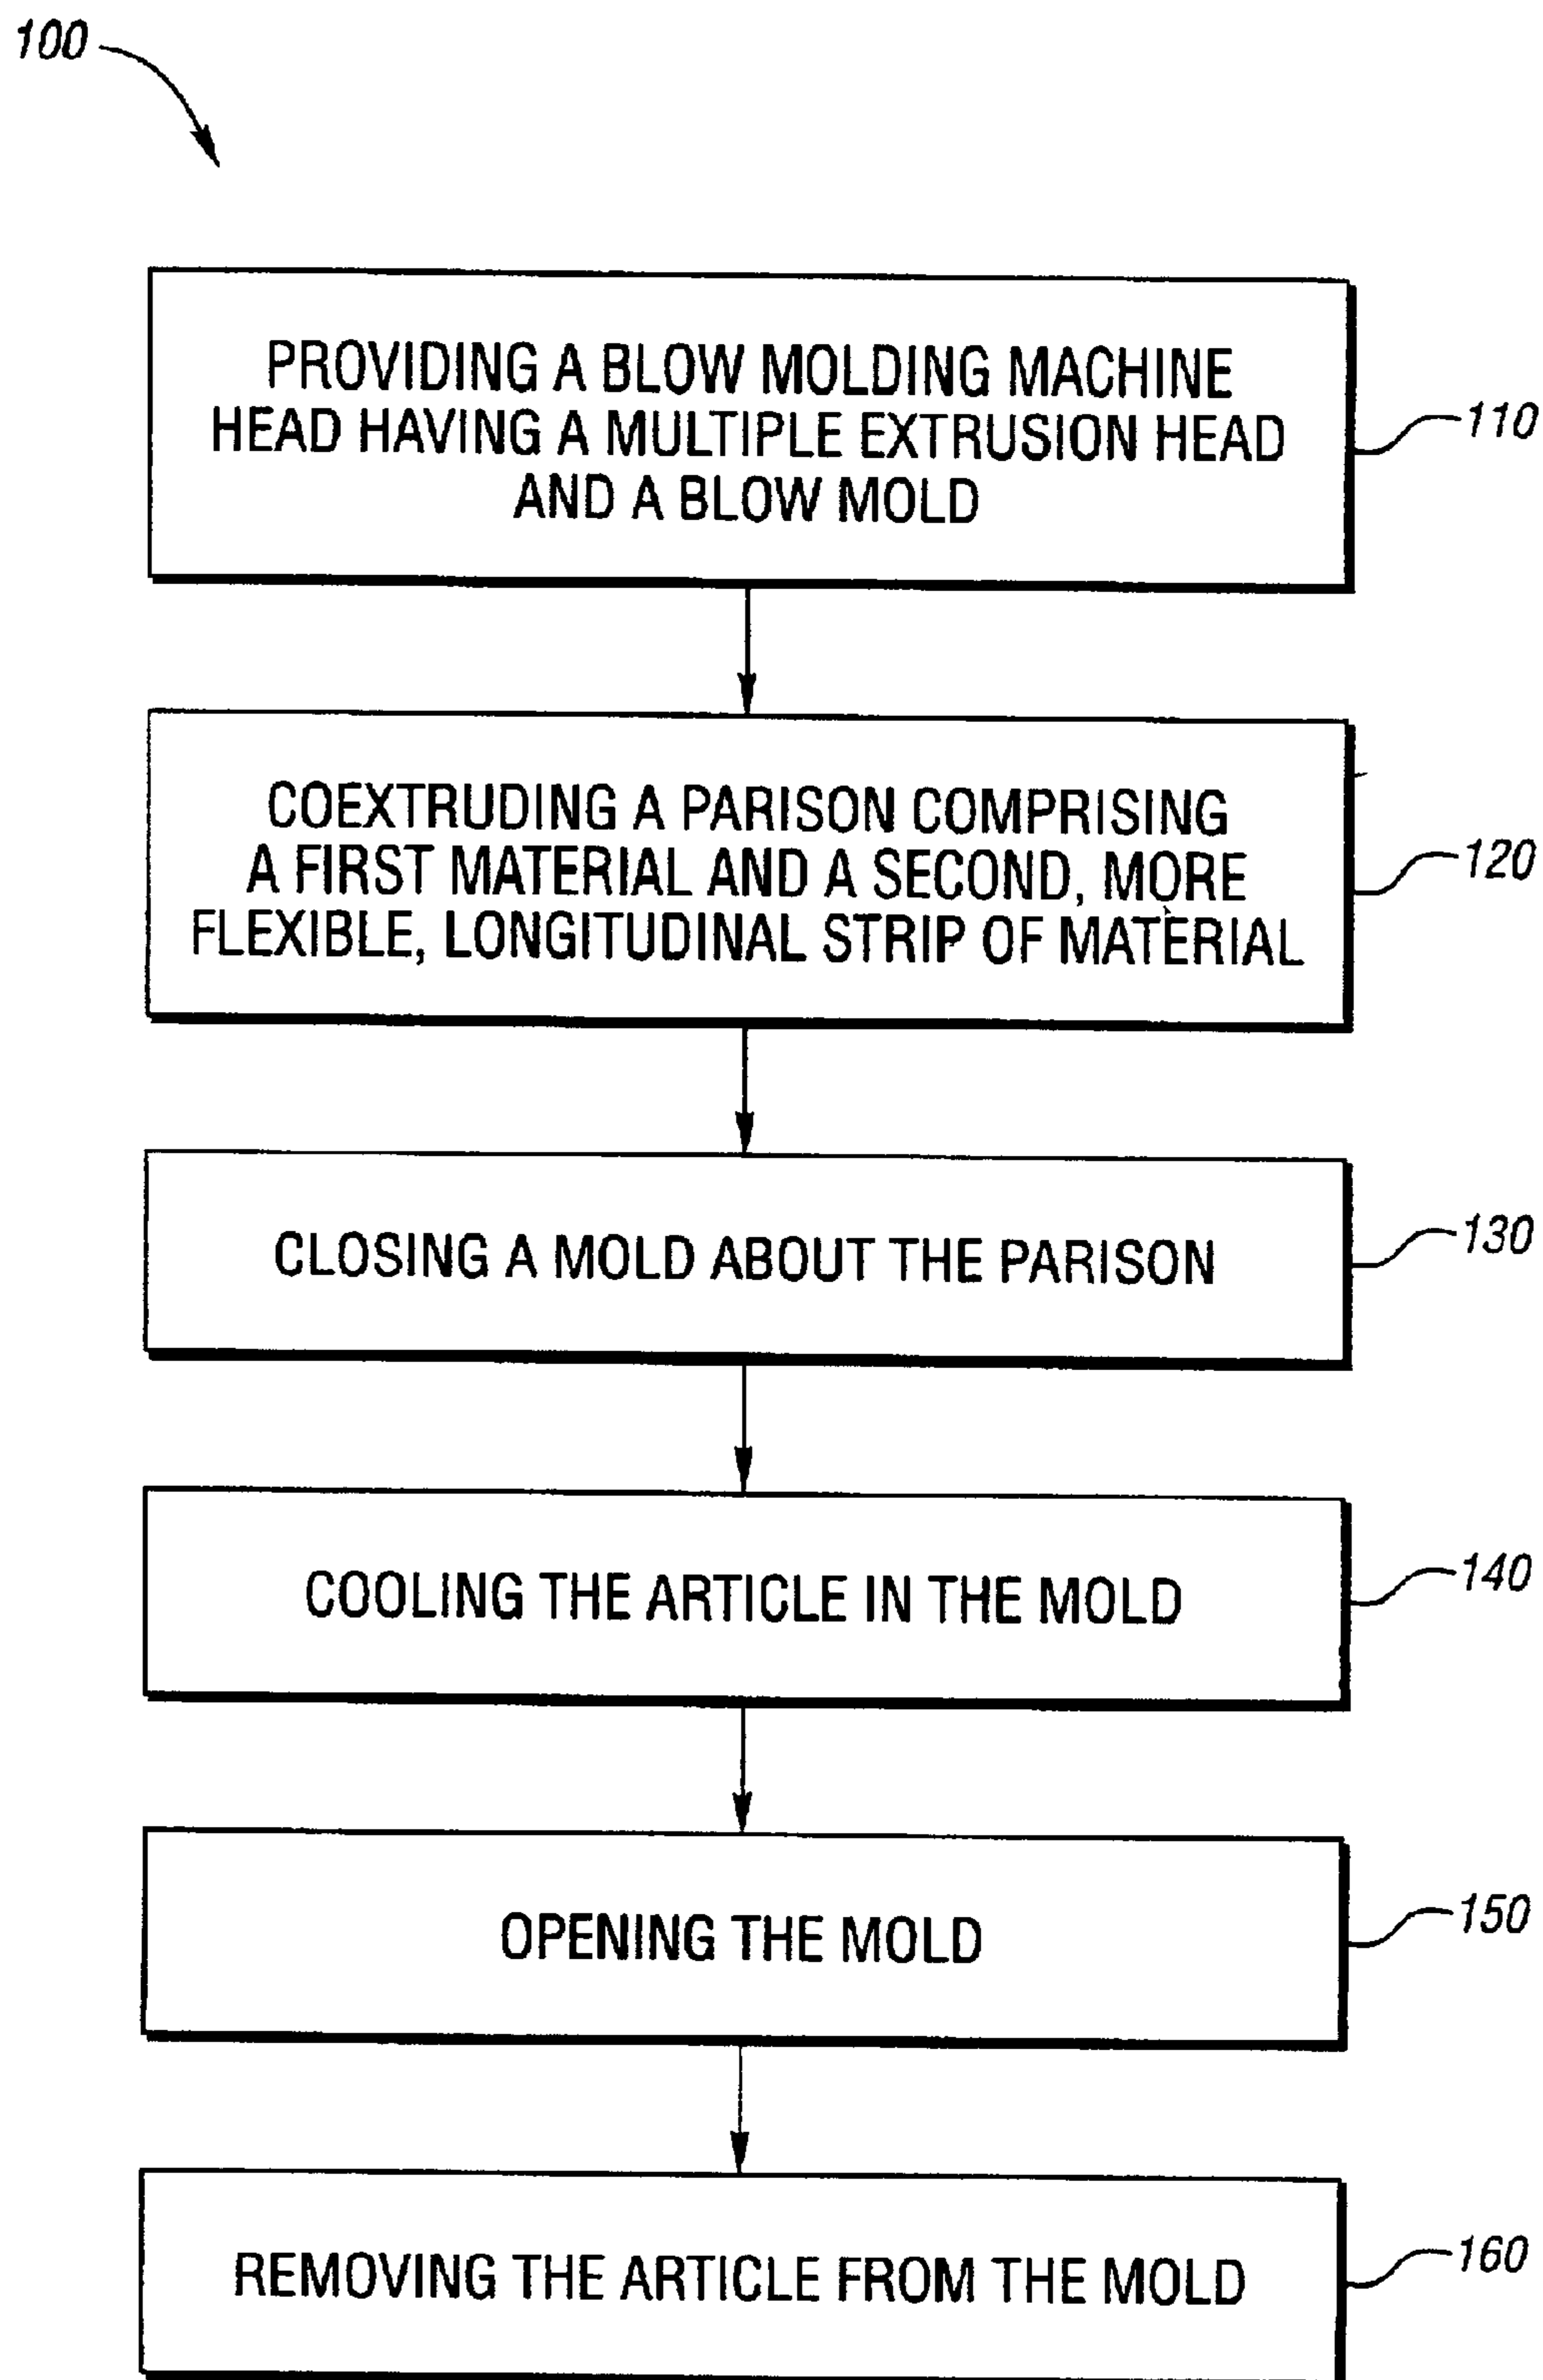 100
PROVIDING A BLOW MOLDING MACHINE
HEAD HAVING A MULTIPLE EXTRUSION HEAD
AND A BLOW MOLD
110
COEXTRUDING A PARISON COMPRISING
A FIRST MATERIAL AND A SECOND, MORE
FLEXIBLE, LONGITUDINAL STRIP OF MATERIAL
120
CLOSING A MOLD ABOUT THE PARISON
130
COOLING THE ARTICLE IN THE MOLD
140
OPENING THE MOLD
150
REMOVING THE ARTICLE FROM THE MOLD
160